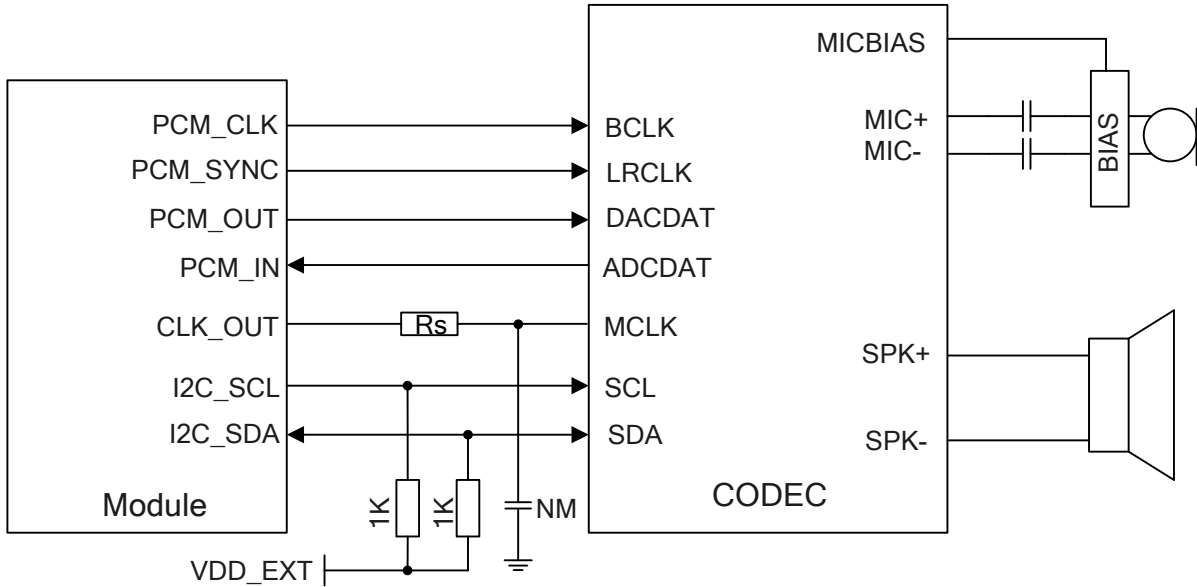 MICBIAS
PCM_CLK
BCLK
MIC+
PCM_SYNC
LRCLK
MIC-
BIAS
PCM_OUT
DACDAT
PCM_IN
ADCDAT
CLK_OUT
Rs
MCLK
SPK+
I2C_SCL
SCL
I2C_SDA
SDA
SPK-
Module
1K
1K
NM
CODEC
VDD_EXT